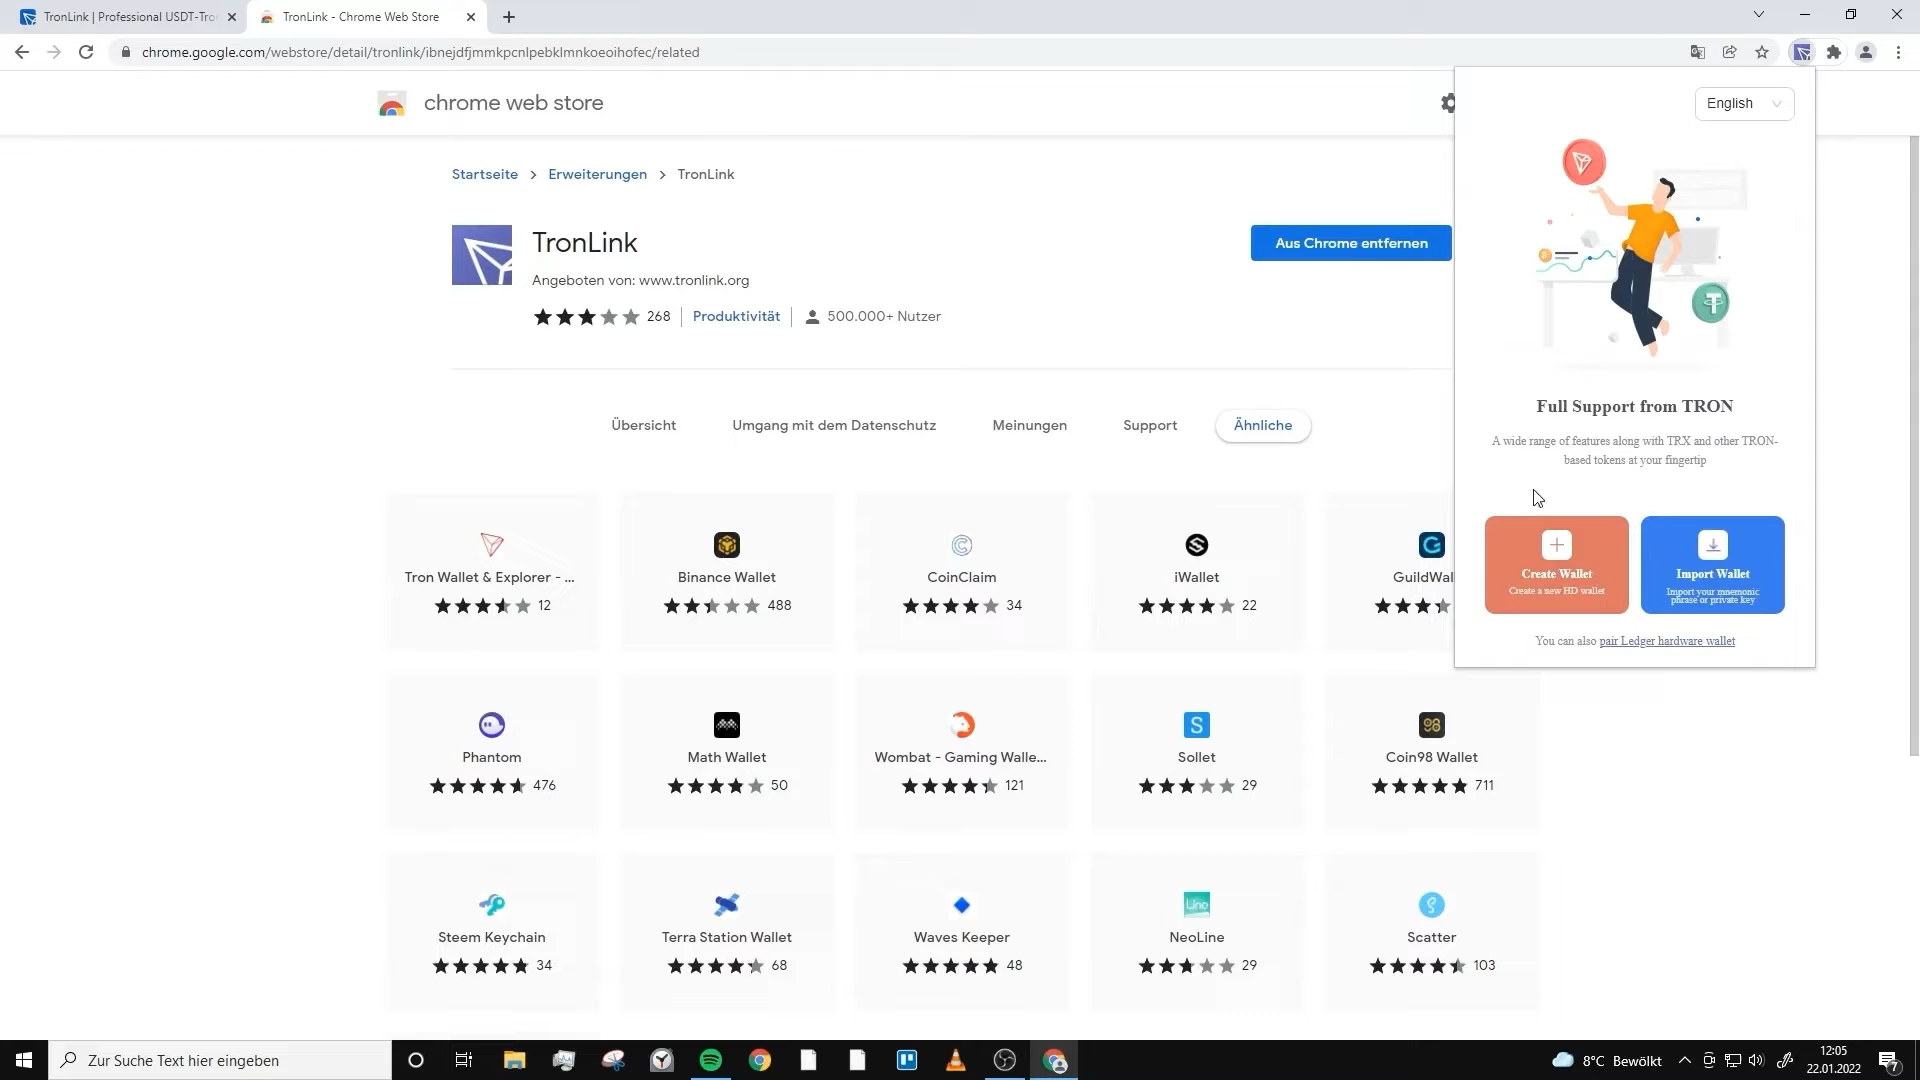 TronLink | Professional USDT-Tro
TronLink - Chrome Web Store
chrome.google.com/webstore/detail/tronlink/ibnejdfjmmkpcnlpebklmnkoeoihofec/related
chrome web store
English
Startseite > Erweiterungen > TronLink
TronLink
Aus Chrome entfernen
Angeboten von: www.tronlink.org
268 | Produktivität | 500.000+ Nutzer
Full Support from TRON
A wide range of features along with TRX and other TRON-
based tokens at your fingertip
Übersicht
Umgang mit dem Datenschutz
Meinungen
Support
Ähnliche
Create Wallet
Create a new HD wallet
Import Wallet
Import your mnemonic
phrase or private key
You can also pair Ledger hardware wallet
Tron Wallet & Explorer - ...
12
Binance Wallet
488
CoinClaim
34
iWallet
22
GuildWal
Phantom
476
Math Wallet
50
Wombat - Gaming Walle...
121
Sollet
29
Coin98 Wallet
711
Steem Keychain
34
Terra Station Wallet
68
Waves Keeper
48
NeoLine
29
Scatter
103
Zur Suche Text hier eingeben
8°C Bewölkt
12:05
22.01.2022
7